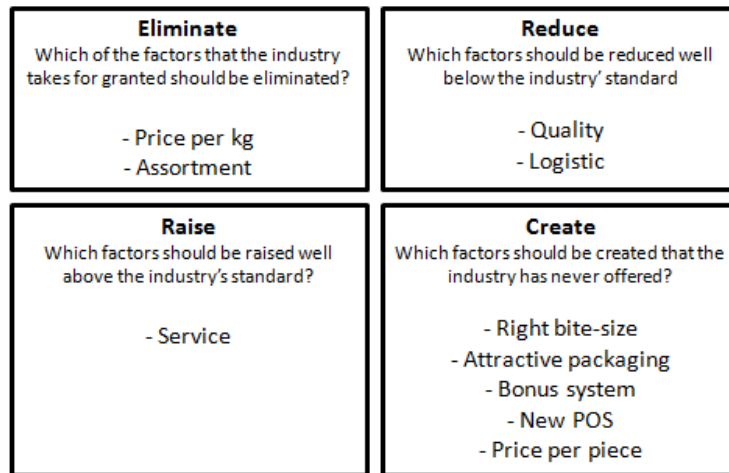 Eliminate
Which of the factors that the industry
takes for granted should be eliminated?
- Price per kg
- Assortment
Reduce
Which factors should be reduced well
below the industry' standard
- Quality
- Logistic
Raise
Which factors should be raised well
above the industry's standard?
- Service
Create
Which factors should be created that the
industry has never offered?
- Right bite-size
- Attractive packaging
- Bonus system
- New POS
- Price per piece